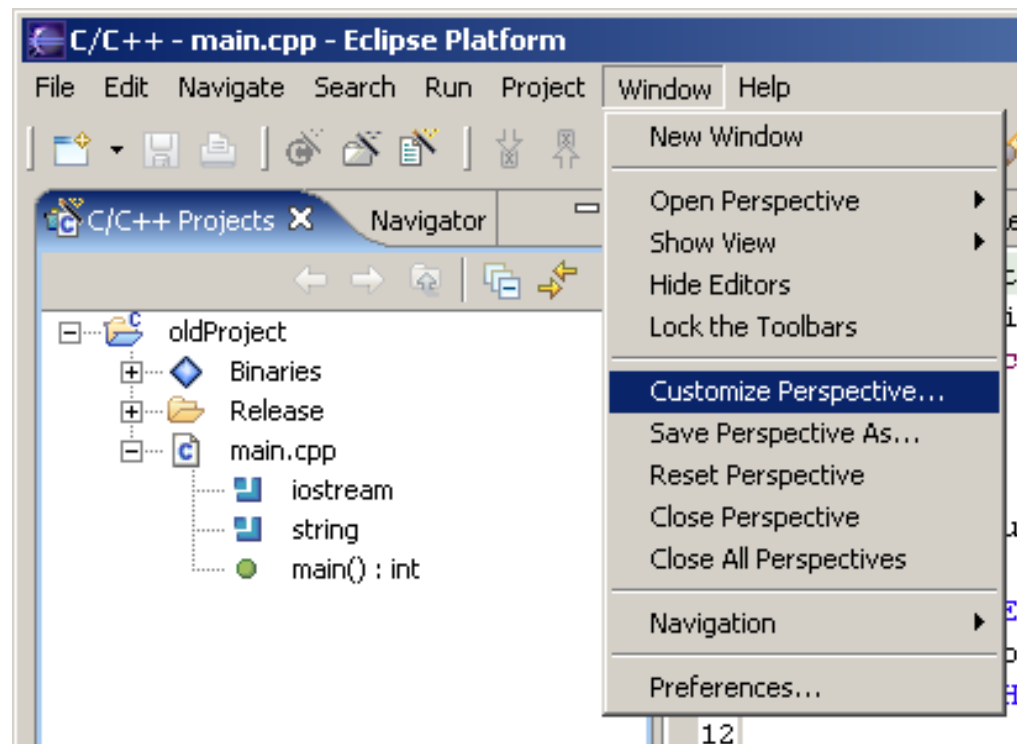 C/C++ - main.cpp - Eclipse Platform
File Edit Navigate Search Run Project Window Help
C/C++ Projects Navigator
oldProject
Binaries
Release
main.cpp
iostream
string
main() : int
New Window
Open Perspective
Show View
Hide Editors
Lock the Toolbars
Customize Perspective...
Save Perspective As...
Reset Perspective
Close Perspective
Close All Perspectives
Navigation
Preferences...
12